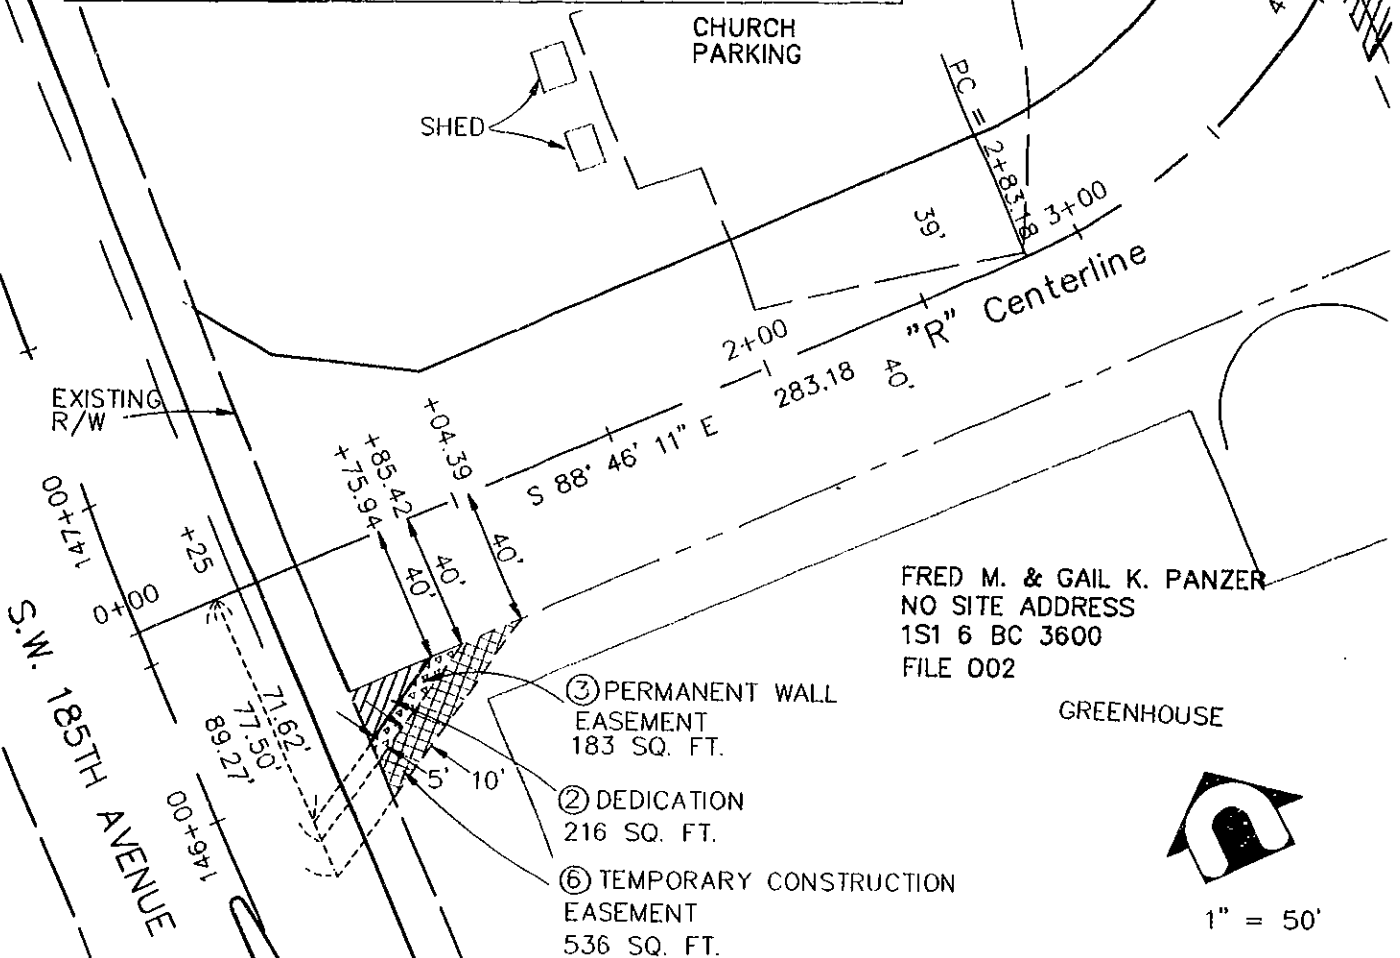 CHURCH
PARKING
SHED
PC = 2+83.18
3+00
39'
"R" Centerline
2+00
283.18
40'
S 88° 46' 11" E
EXISTING
R/W
+04.39
+85.42
+75.94
40'
40'
40'
147+00
+25
0+00
S.W. 185TH AVENUE
71.62'
77.50'
89.27'
146+00
5'
10'
FRED M. & GAIL K. PANZER
NO SITE ADDRESS
1S1 6 BC 3600
FILE 002
GREENHOUSE
③ PERMANENT WALL
EASEMENT
183 SQ. FT.
② DEDICATION
216 SQ. FT.
⑥ TEMPORARY CONSTRUCTION
EASEMENT
536 SQ. FT.
1" = 50'